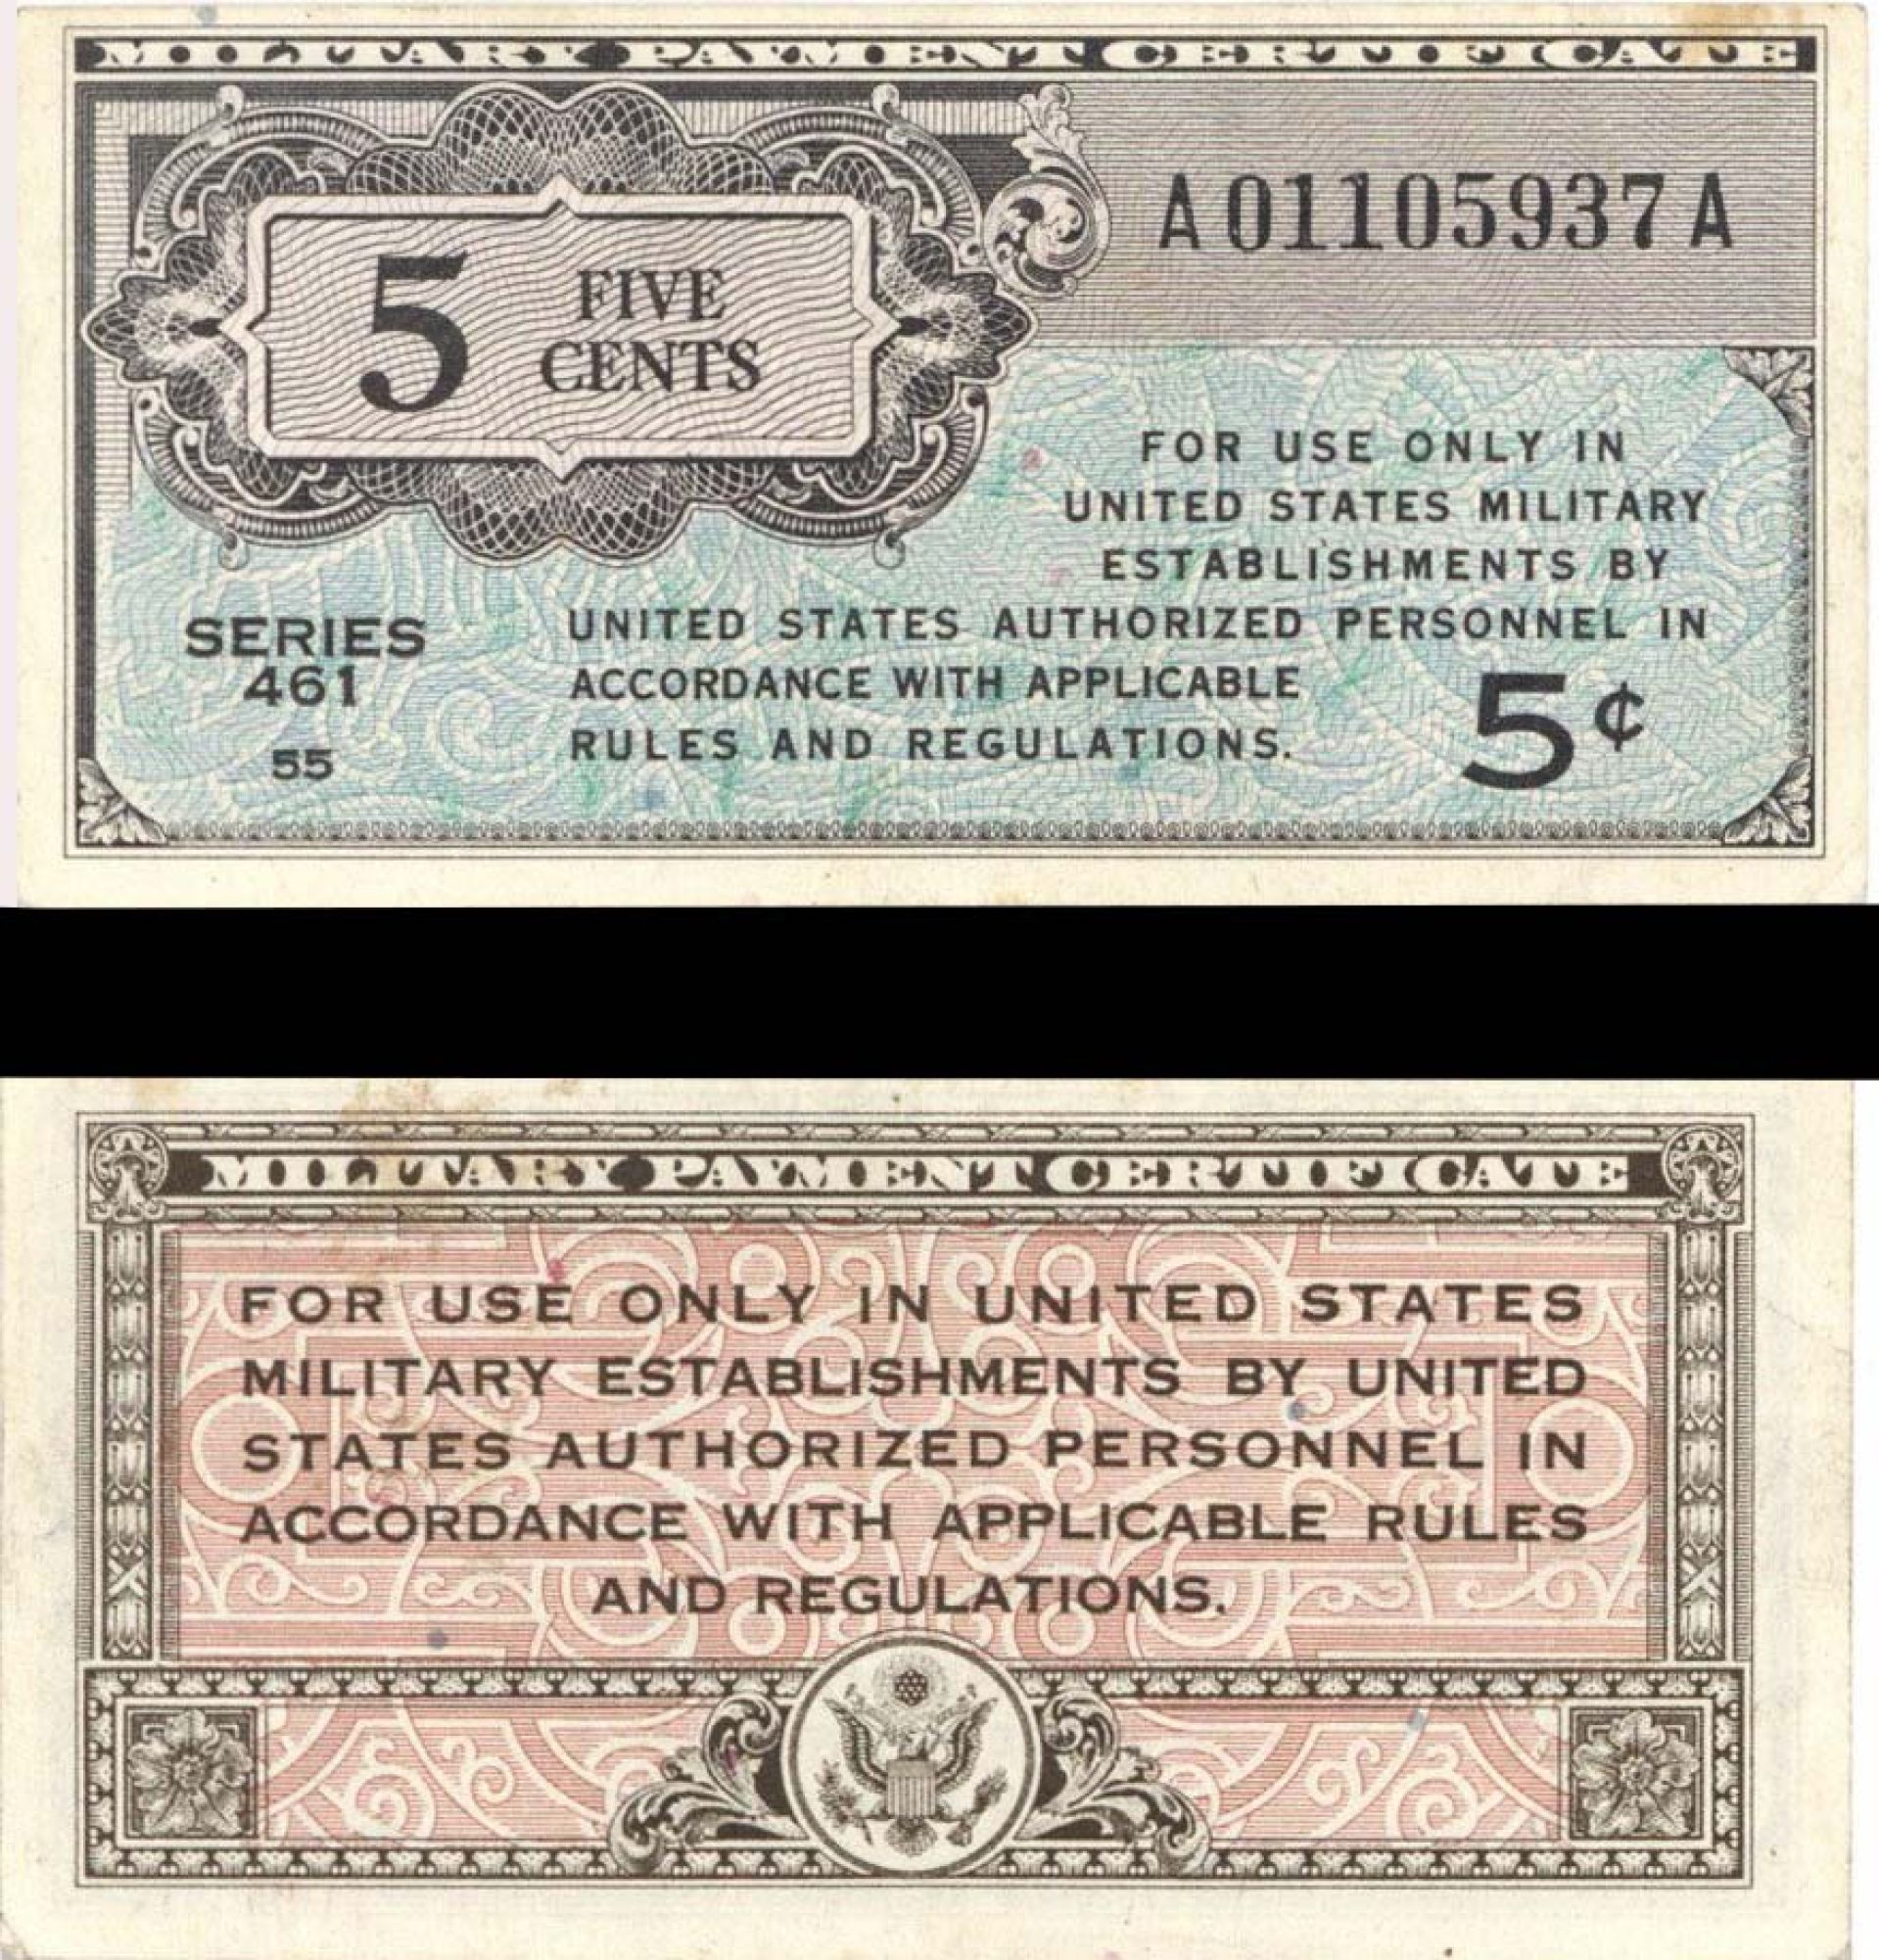 MILITARY PAYMENT CERTIFICATE
A01105937A
5 FIVE
CENTS
FOR USE ONLY IN
UNITED STATES MILITARY
ESTABLISHMENTS BY
UNITED STATES AUTHORIZED PERSONNEL IN
ACCORDANCE WITH APPLICABLE
RULES AND REGULATIONS.
SERIES
461
55
5¢
MILITARY PAYMENT CERTIFICATE
FOR USE ONLY IN UNITED STATES
MILITARY ESTABLISHMENTS BY UNITED
STATES AUTHORIZED PERSONNEL IN
ACCORDANCE WITH APPLICABLE RULES
AND REGULATIONS.